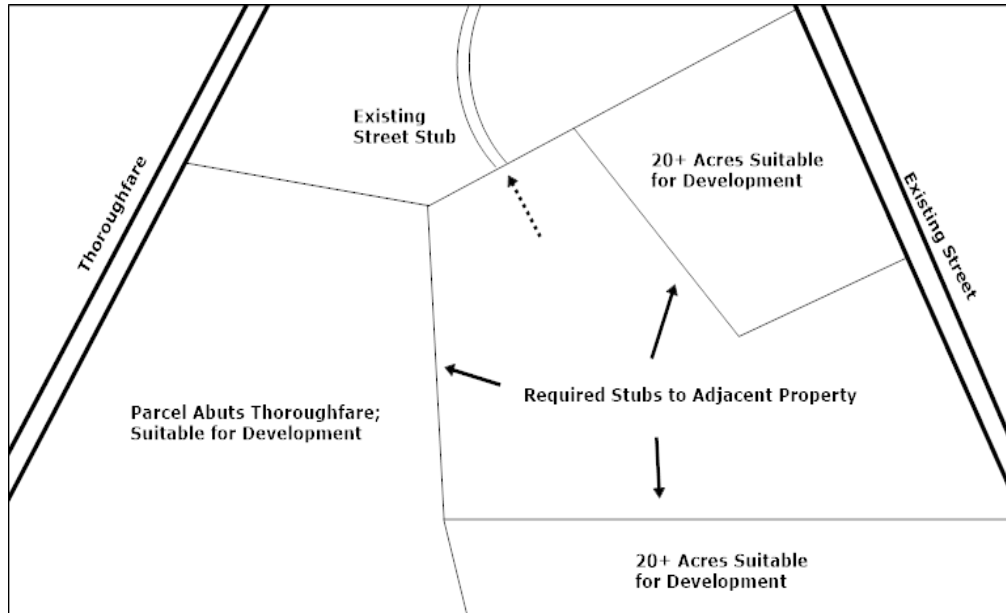 Existing
Street Stub
Thoroughfare
20+ Acres Suitable
for Development
Existing Street
Required Stubs to Adjacent Property
Parcel Abuts Thoroughfare;
Suitable for Development
20+ Acres Suitable
for Development